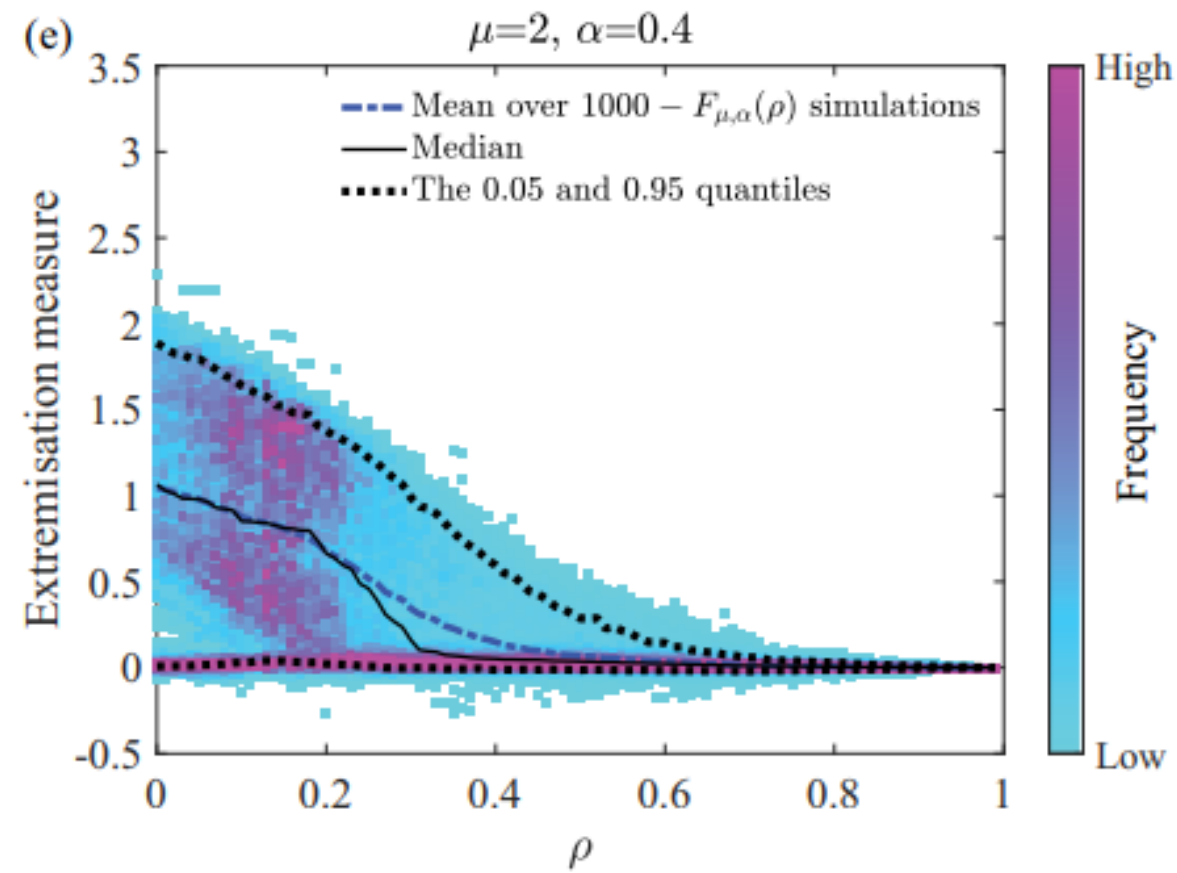 (e)
μ=2, α=0.4
Mean over 1000 − Fμ,α(ρ) simulations
Median
The 0.05 and 0.95 quantiles
Extremisation measure
3.5
3
2.5
2
1.5
1
0.5
0
-0.5
0 0.2 0.4 0.6 0.8 1
ρ
High
Frequency
Low